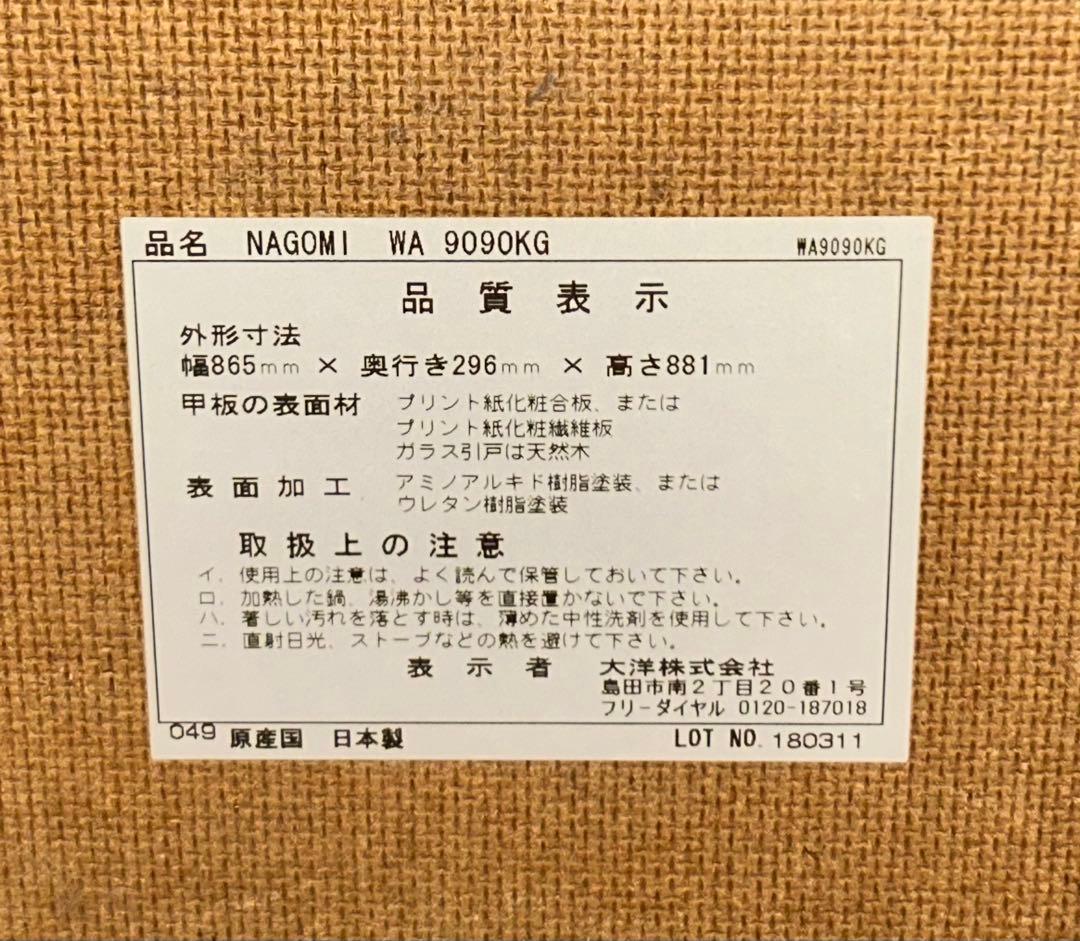 品名 NAGOMI WA 9090KG WA9090KG
品質表示
外形寸法
幅865mm × 奥行き296mm × 高さ881mm
甲板の表面材 プリント紙化粧合板、または
プリント紙化粧繊維板
ガラス引戸は天然木
表面加工 アミノアルキド樹脂塗装、または
ウレタン樹脂塗装
取扱上の注意
イ．使用上の注意は、よく読んで保管しておいて下さい。
ロ．加熱した鍋、湯沸かし等を直接置かないで下さい。
ハ．著しい汚れを落とす時は、薄めた中性洗剤を使用して下さい。
ニ．直射日光、ストーブなどの熱を避けて下さい。
表示者 大洋株式会社
島田市南２丁目２０番１号
フリーダイヤル 0120-187018
049 原産国 日本製 LOT NO. 180311